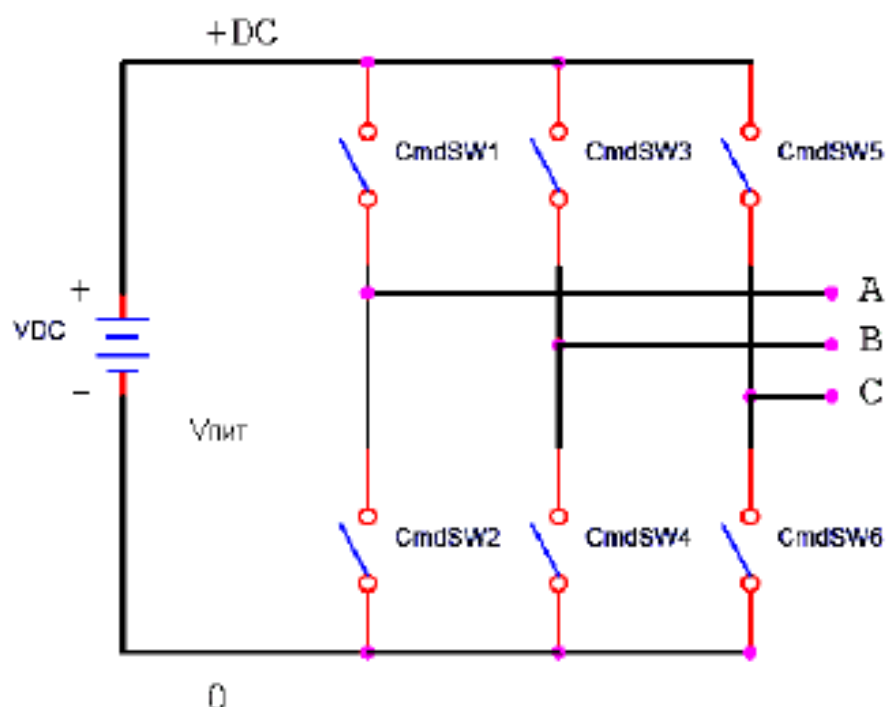 +DC
CmdSW1
CmdSW3
CmdSW5
+
A
VDC
B
-
C
Vпит
CmdSW2
CmdSW4
CmdSW6
0